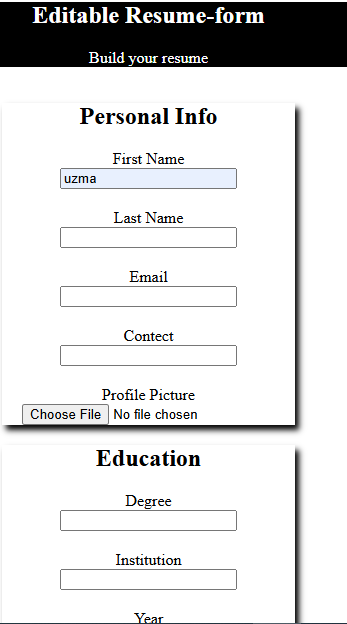 Editable Resume-form
Build your resume
Personal Info
First Name
uzma
Last Name
Email
Contect
Profile Picture
Choose File No file chosen
Education
Degree
Institution
Year